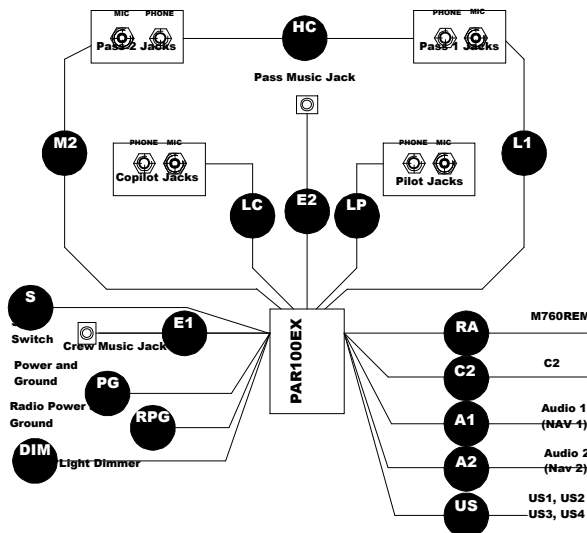 MIC PHONE
Pass 2 Jacks
HC
PHONE MIC
Pass 1 Jacks
Pass Music Jack
M2
L1
PHONE MIC
Copilot Jacks
PHONE MIC
Pilot Jacks
LC
E2
LP
S
Switch
Crew Music Jack
E1
PAR100EX
RA
M760REM
Power and
Ground
PG
C2
C2
Radio Power
Ground
RPG
A1
Audio 1
(NAV 1)
DIM
Light Dimmer
A2
Audio 2
(Nav 2)
US
US1, US2
US3, US4